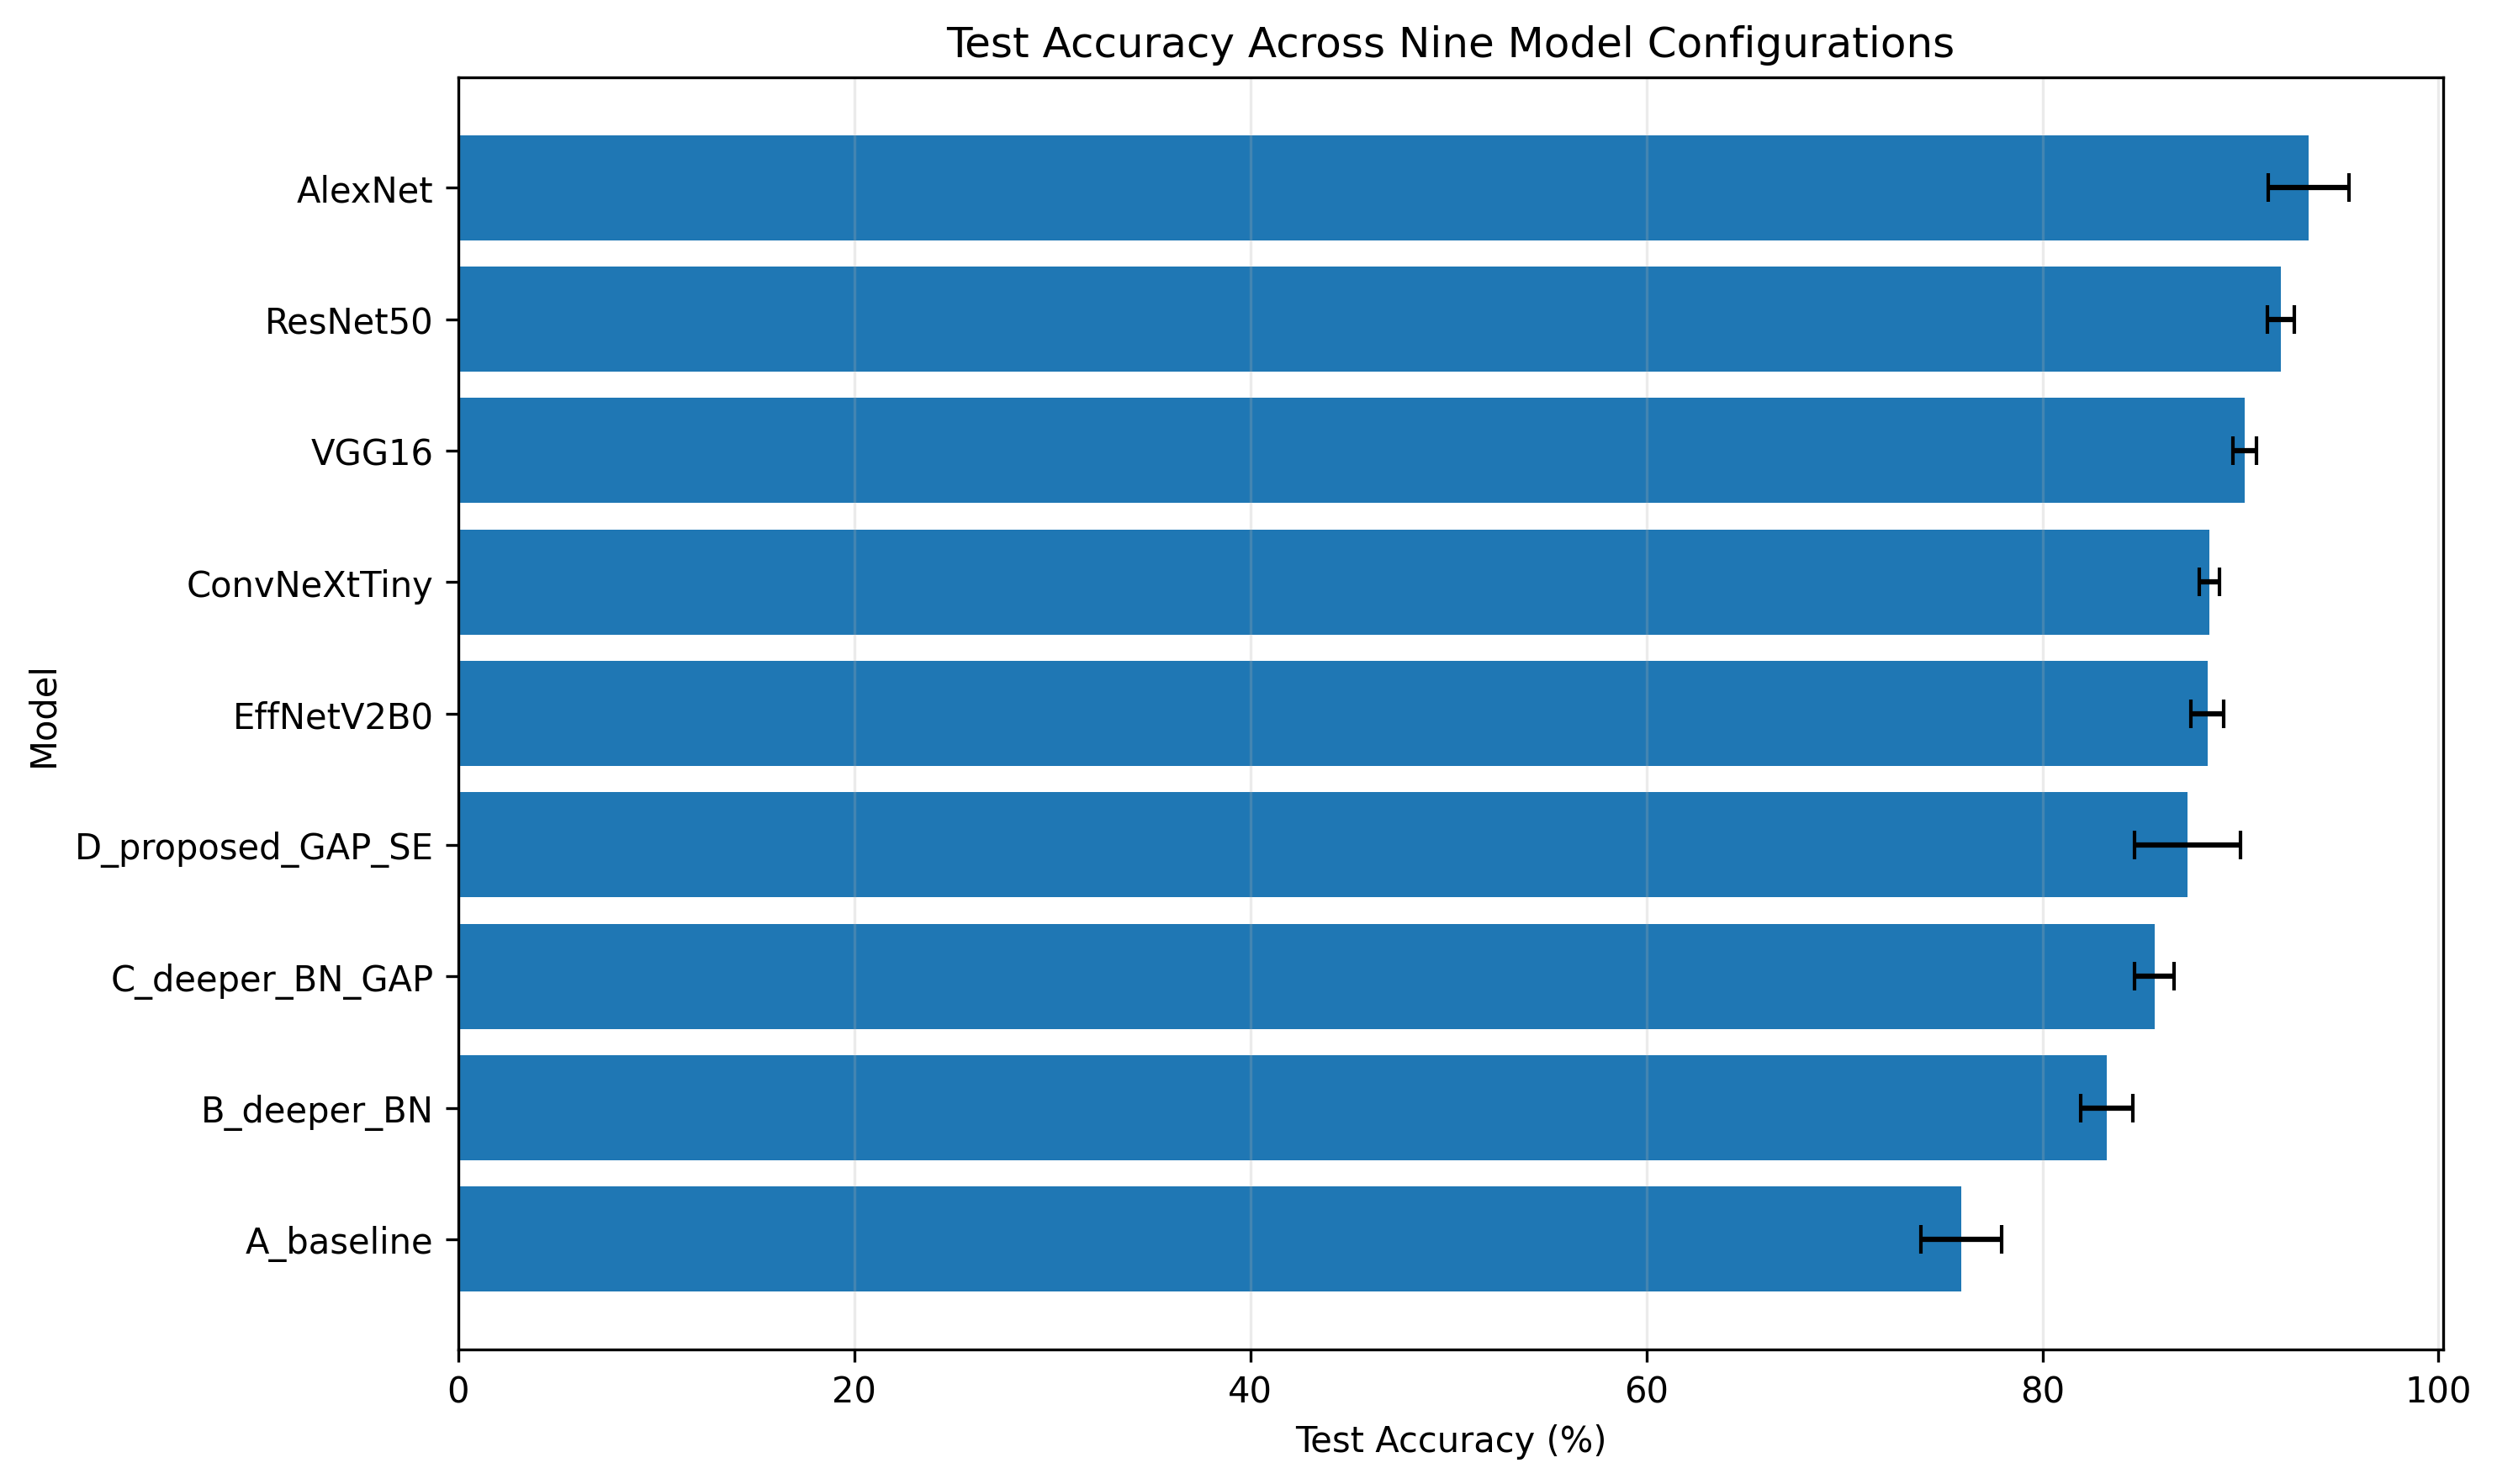 Test Accuracy Across Nine Model Configurations
Model
AlexNet
ResNet50
VGG16
ConvNeXtTiny
EffNetV2B0
D_proposed_GAP_SE
C_deeper_BN_GAP
B_deeper_BN
A_baseline
0 20 40 60 80 100
Test Accuracy (%)